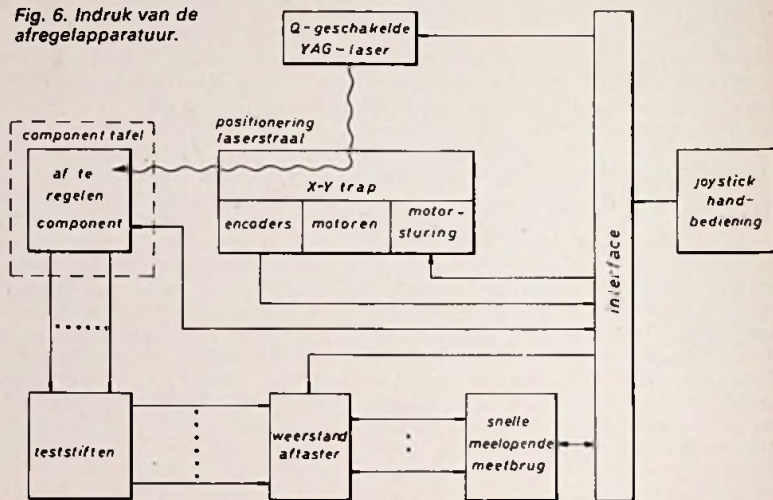 Fig. 6. Indruk van de
afregelapparatuur.
Q-geschakelde
YAG-laser
component tafel
positionering
laserstraal
af te
regelen
component
X-Y trap
encoders
motoren
motor-
sturing
interface
joystick
hand-
bediening
teststiften
weerstand
aftaster
snelle
meelopende
meetbrug